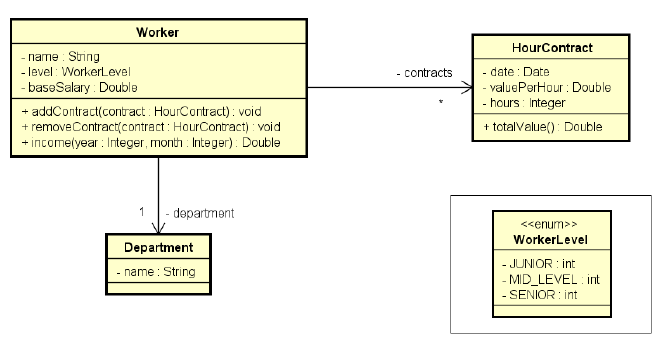 Worker
- name : String
- level : WorkerLevel
- baseSalary : Double
+ addContract(contract : HourContract) : void
+ removeContract(contract : HourContract) : void
+ income(year : Integer, month : Integer) : Double
- contracts
*
HourContract
- date : Date
- valuePerHour : Double
- hours : Integer
+ totalValue() : Double
1
- department
Department
- name : String
<<enum>>
WorkerLevel
- JUNIOR : int
- MID_LEVEL : int
- SENIOR : int